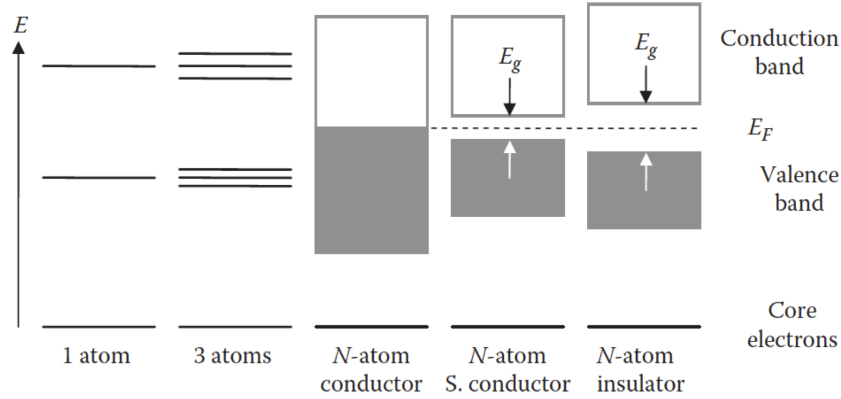 E
E_g
E_g
Conduction
band
E_F
Valence
band
Core
electrons
1 atom
3 atoms
N-atom
conductor
N-atom
S. conductor
N-atom
insulator